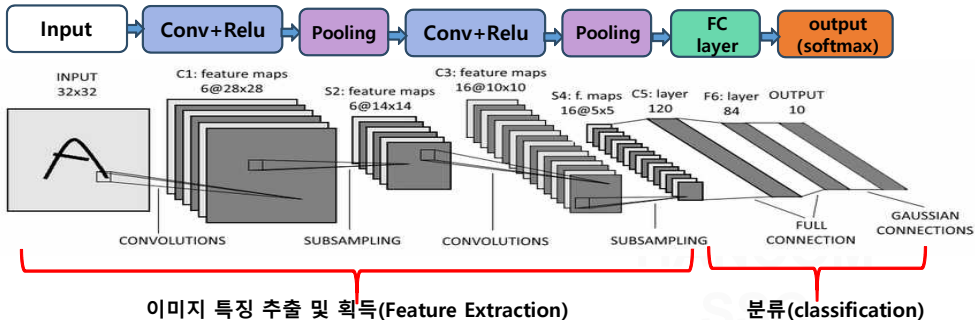 Input
Conv+Relu
Pooling
Conv+Relu
Pooling
FC
layer
output
(softmax)
INPUT
32x32
C1: feature maps
6@28x28
S2: feature maps
6@14x14
C3: feature maps
16@10x10
S4: f. maps
16@5x5
C5: layer
120
F6: layer
84
OUTPUT
10
CONVOLUTIONS
SUBSAMPLING
CONVOLUTIONS
SUBSAMPLING
FULL
CONNECTION
GAUSSIAN
CONNECTIONS
이미지 특징 추출 및 획득(Feature Extraction)
분류(classification)